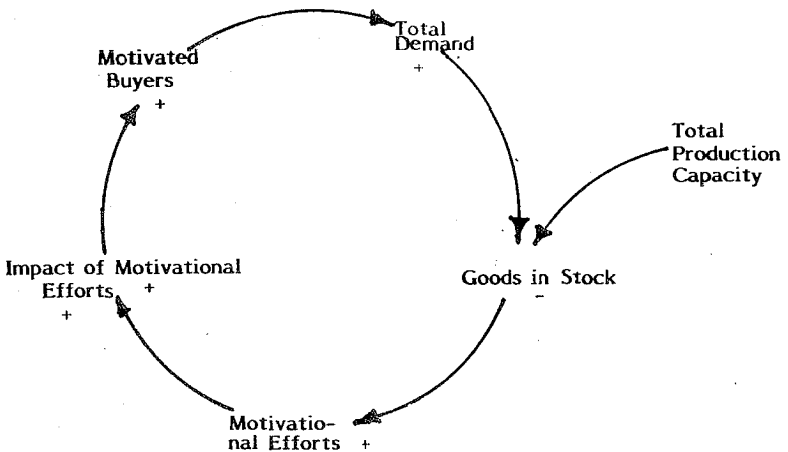 Total
Demand
+
Motivated
Buyers
+
Total
Production
Capacity
Impact of Motivational
Efforts +
+
Goods in Stock
-
Motivatio-
nal Efforts +